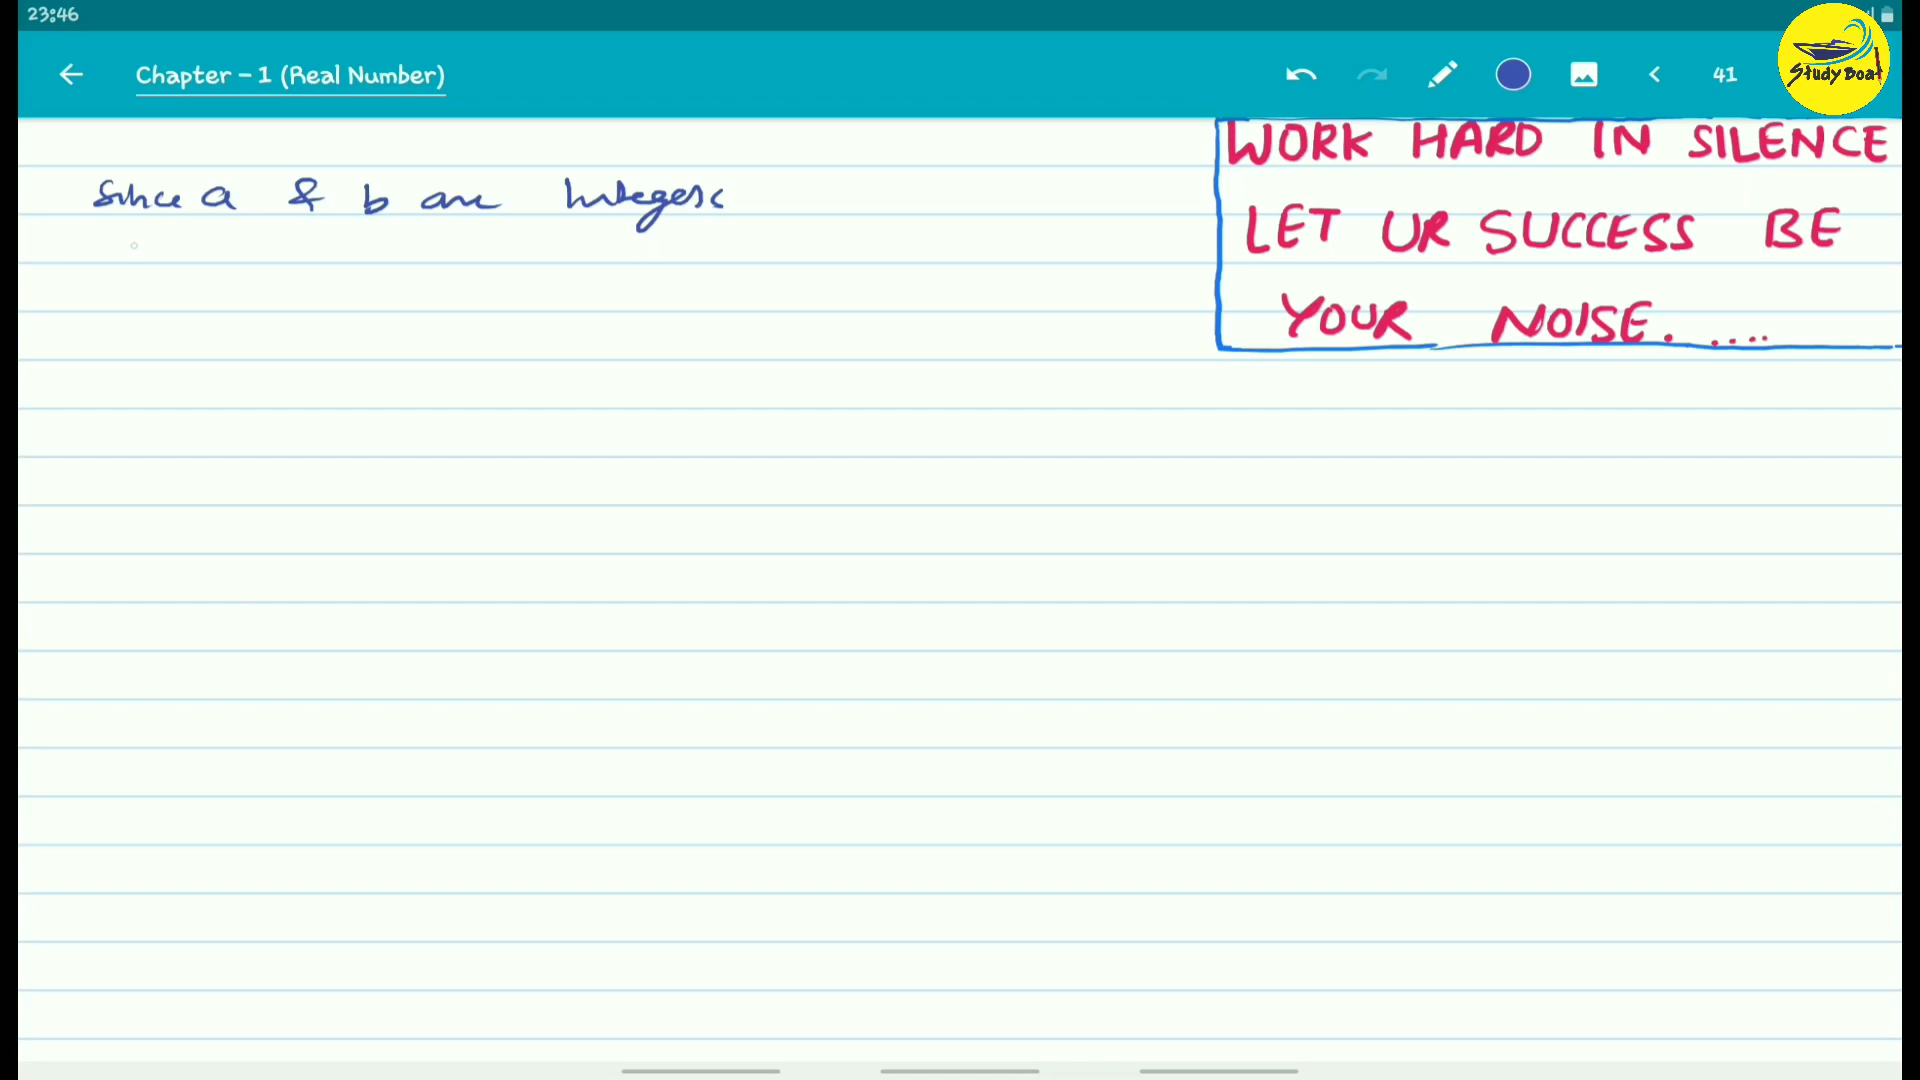 23:46
Chapter - 1 (Real Number)
41
Study Boat
WORK HARD IN SILENCE
LET UR SUCCESS BE
YOUR NOISE. ....
Since a & b are Integers